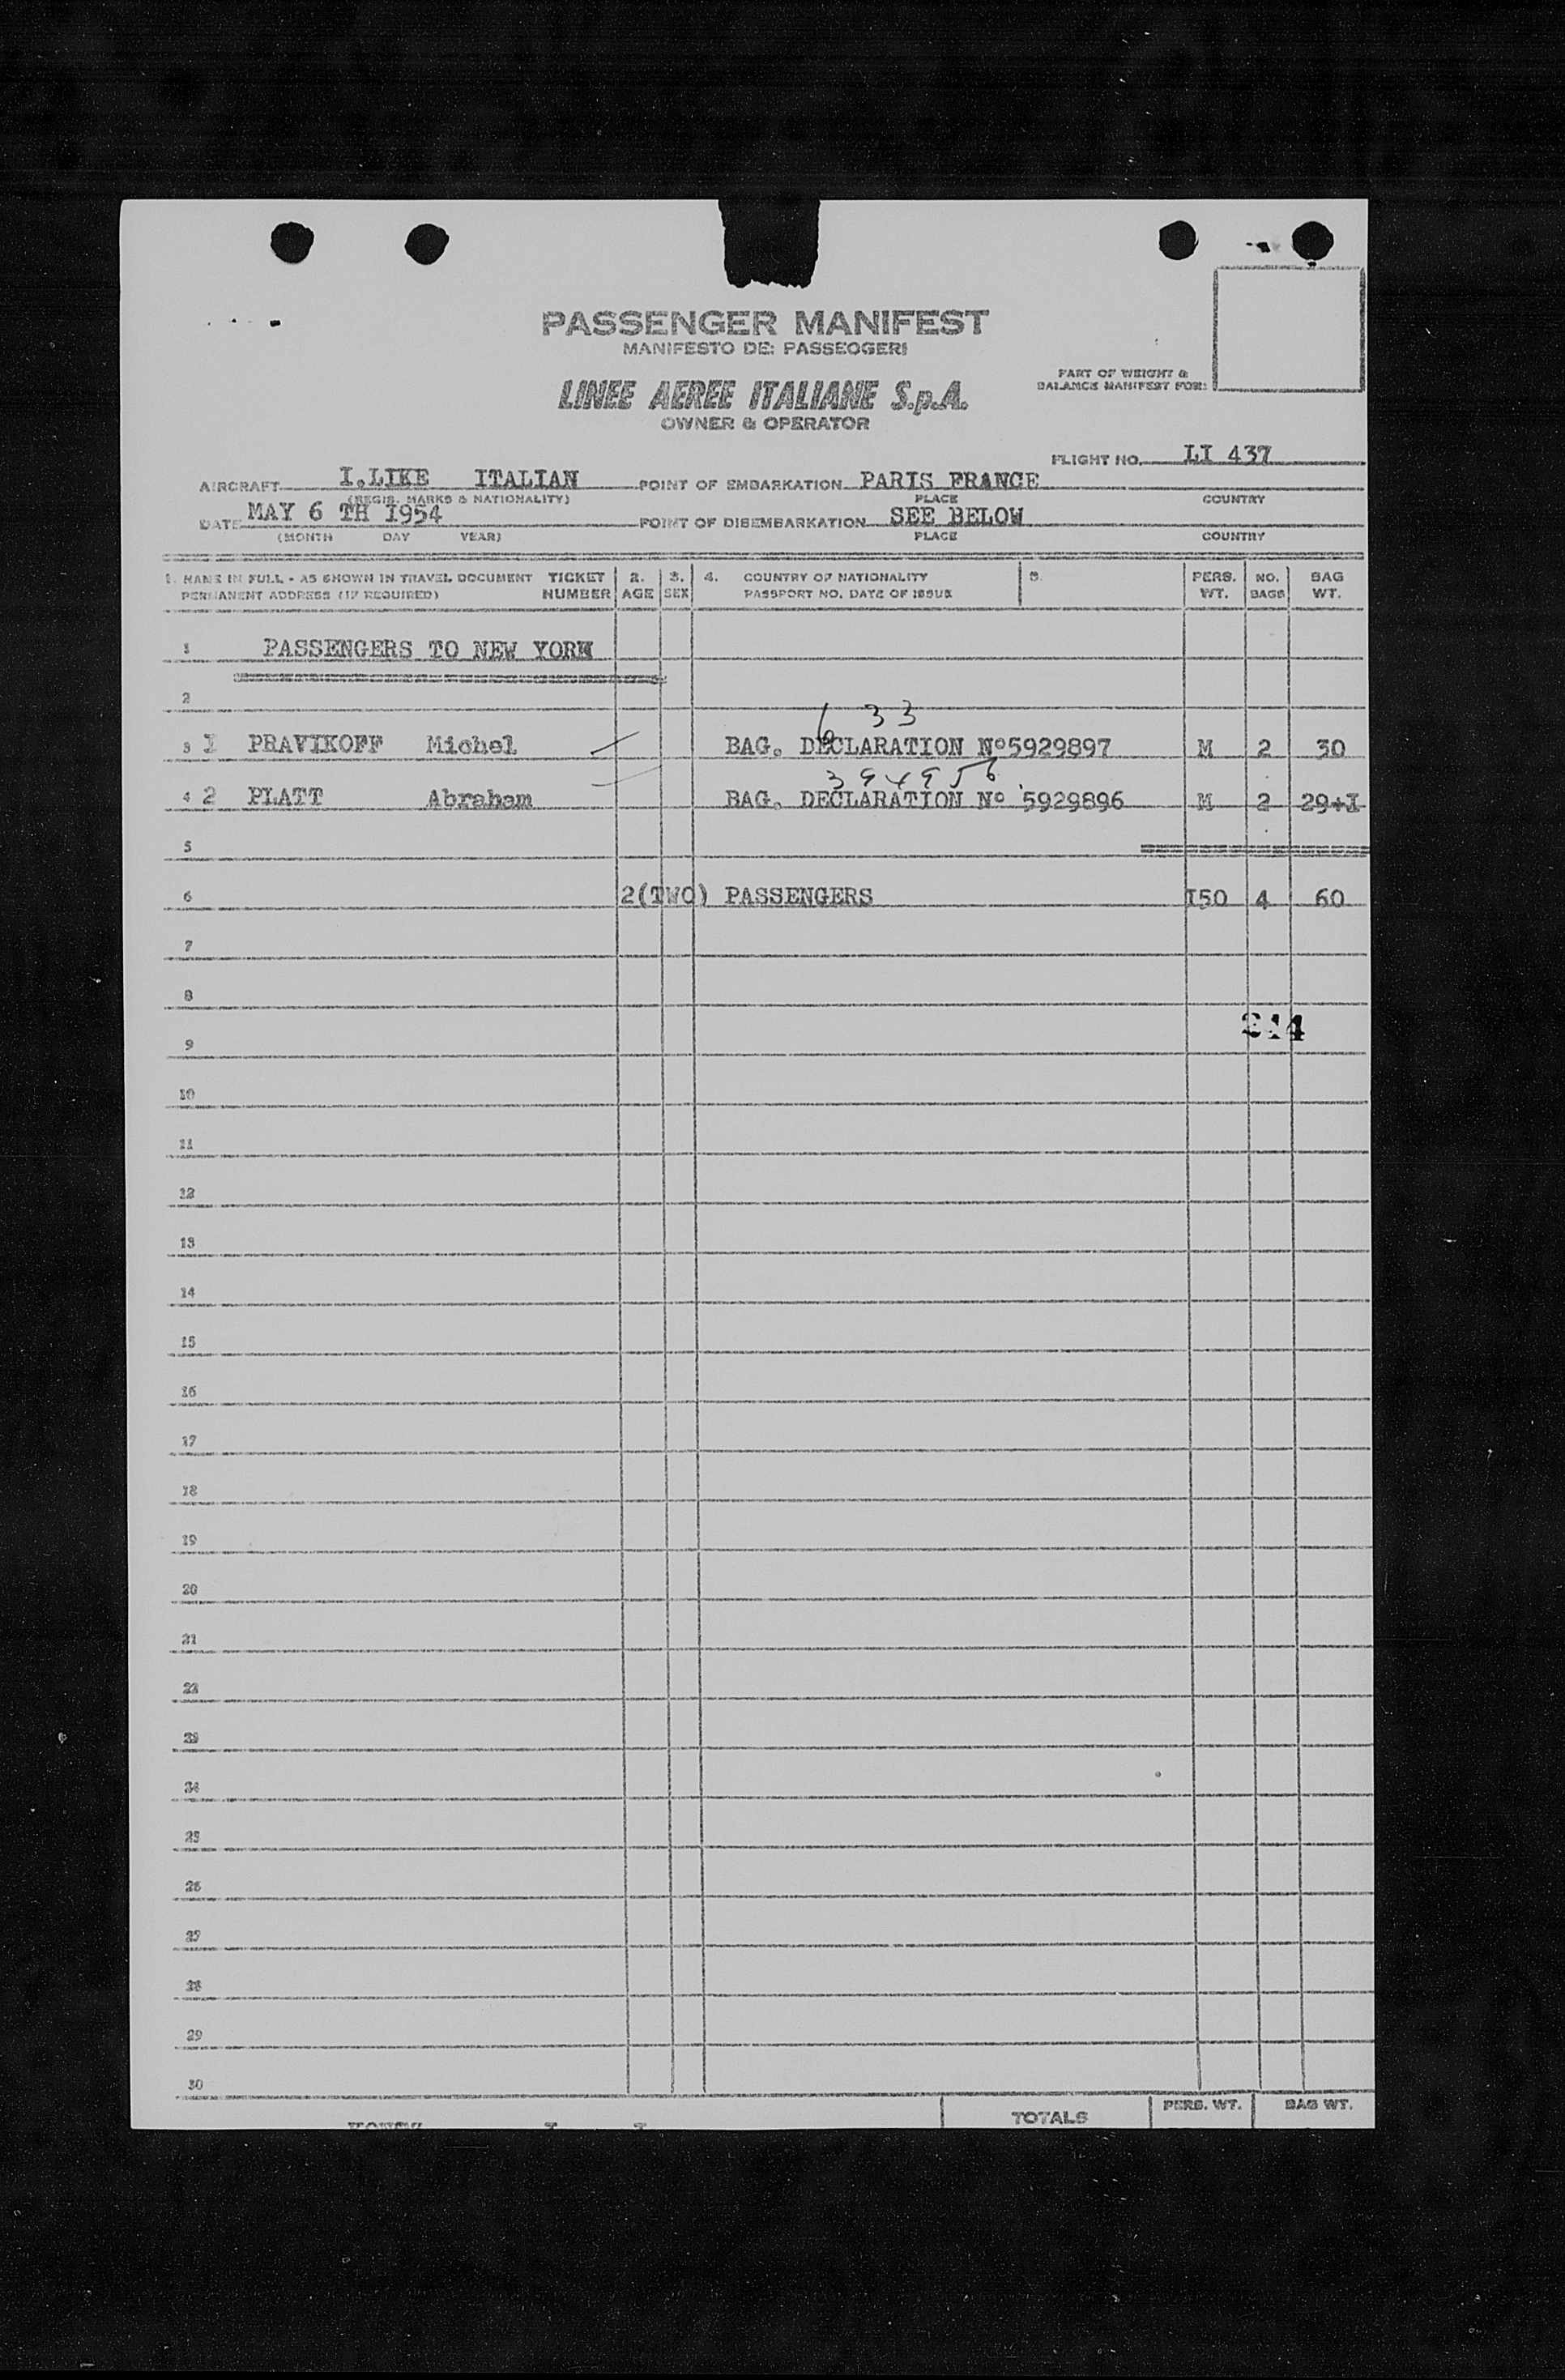 PASSENGER MANIFEST
MANIFESTO DEI PASSEOGERI
LINEE AEREE ITALIANE S.p.A.
OWNER & OPERATOR
PART OF WEIGHT &
BALANCE MANIFEST FOR:
FLIGHT NO. LI 437
AIRCRAFT I.LIKE ITALIAN POINT OF EMBARKATION PARIS FRANCE
(REGIS. MARKS & NATIONALITY) PLACE COUNTRY
DATE MAY 6 TH I954 POINT OF DISEMBARKATION SEE BELOW
(MONTH DAY YEAR) PLACE COUNTRY
1. NAME IN FULL - AS SHOWN IN TRAVEL DOCUMENT TICKET 2. 3. 4. COUNTRY OF NATIONALITY 5. PERS. NO. BAG
PERMANENT ADDRESS (IF REQUIRED) NUMBER AGE SEX PASSPORT NO. DATE OF ISSUE WT. BAGS WT.
1 PASSENGERS TO NEW YORK
2
633
3 I PRAVIKOFF Michel BAG. DECLARATION Nº5929897 M 2 30
394956
4 2 PLATT Abraham BAG. DECLARATION Nº 5929896 M 2 29+I
5
6 2(TWO) PASSENGERS I50 4 60
7
8
9
10
11
12
13
14
15
16
17
18
19
20
21
22
23
24
25
26
27
28
29
30
TOTALS PERS. WT. BAG WT.